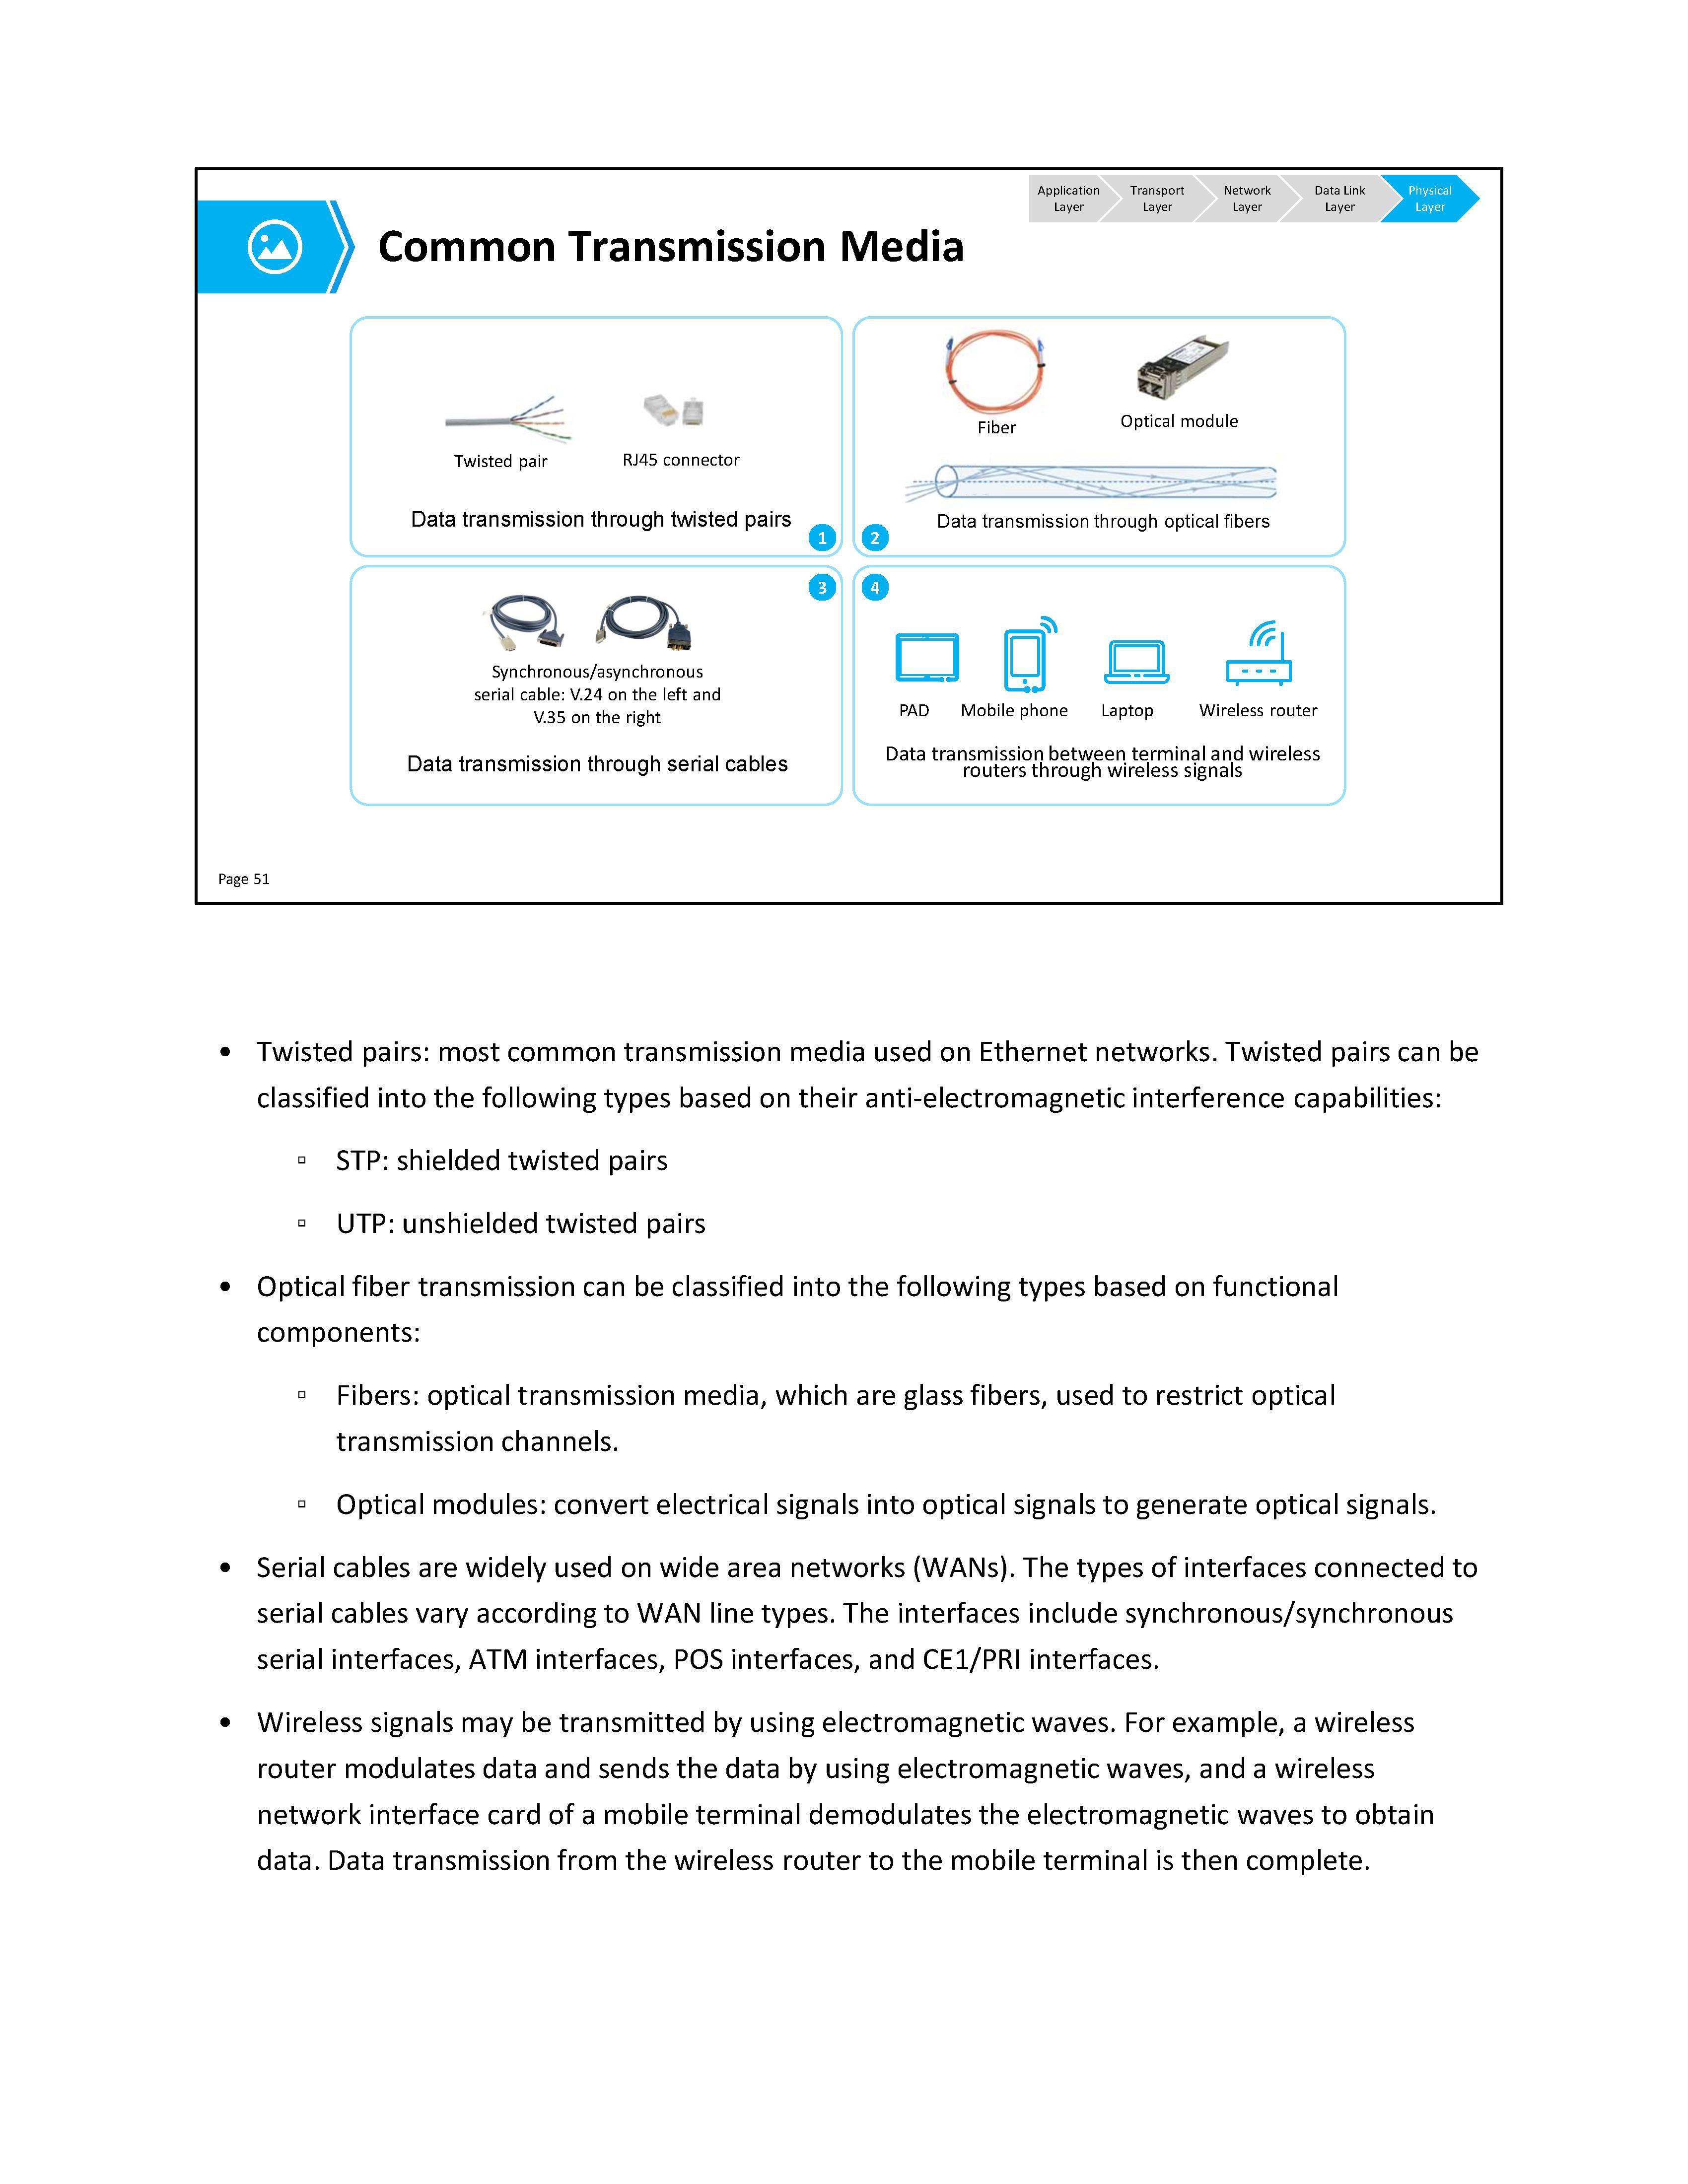 Application Layer
Transport Layer
Network Layer
Data Link Layer
Physical Layer
Common Transmission Media
Twisted pair
RJ45 connector
Data transmission through twisted pairs
1
Fiber
Optical module
Data transmission through optical fibers
2
Synchronous/asynchronous
serial cable: V.24 on the left and
V.35 on the right
Data transmission through serial cables
3
4
PAD
Mobile phone
Laptop
Wireless router
Data transmission between terminal and wireless
routers through wireless signals
Page 51
• Twisted pairs: most common transmission media used on Ethernet networks. Twisted pairs can be
classified into the following types based on their anti-electromagnetic interference capabilities:
▫ STP: shielded twisted pairs
▫ UTP: unshielded twisted pairs
• Optical fiber transmission can be classified into the following types based on functional
components:
▫ Fibers: optical transmission media, which are glass fibers, used to restrict optical
transmission channels.
▫ Optical modules: convert electrical signals into optical signals to generate optical signals.
• Serial cables are widely used on wide area networks (WANs). The types of interfaces connected to
serial cables vary according to WAN line types. The interfaces include synchronous/synchronous
serial interfaces, ATM interfaces, POS interfaces, and CE1/PRI interfaces.
• Wireless signals may be transmitted by using electromagnetic waves. For example, a wireless
router modulates data and sends the data by using electromagnetic waves, and a wireless
network interface card of a mobile terminal demodulates the electromagnetic waves to obtain
data. Data transmission from the wireless router to the mobile terminal is then complete.